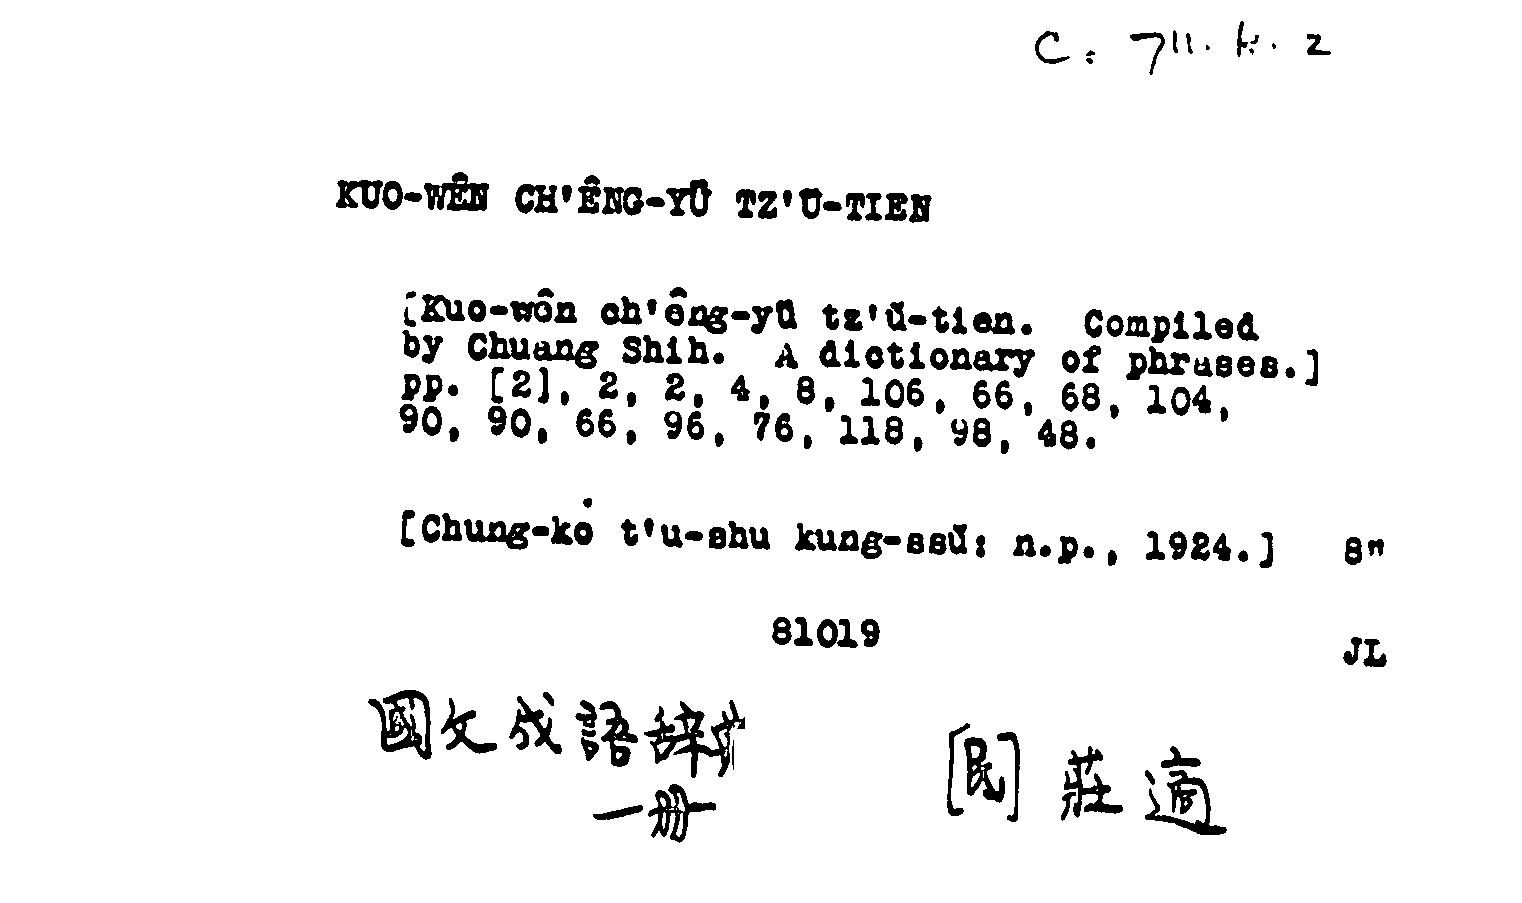 C. 711. k. 2
KUO-WÊN CH'ÊNG-YÜ TZ'Ŭ-TIEN
[Kuo-wên ch'êng-yü tz'ŭ-tien. Compiled
by Chuang Shih. A dictionary of phrases.]
pp. [2], 2, 2, 4, 8, 106, 66, 68, 104,
90, 90, 66, 96, 76, 118, 98, 48.
[Chung-ko t'u-shu kung-ssŭ: n.p., 1924.] 8"
81019
JL
國文成語辞典
一册
[民] 莊適